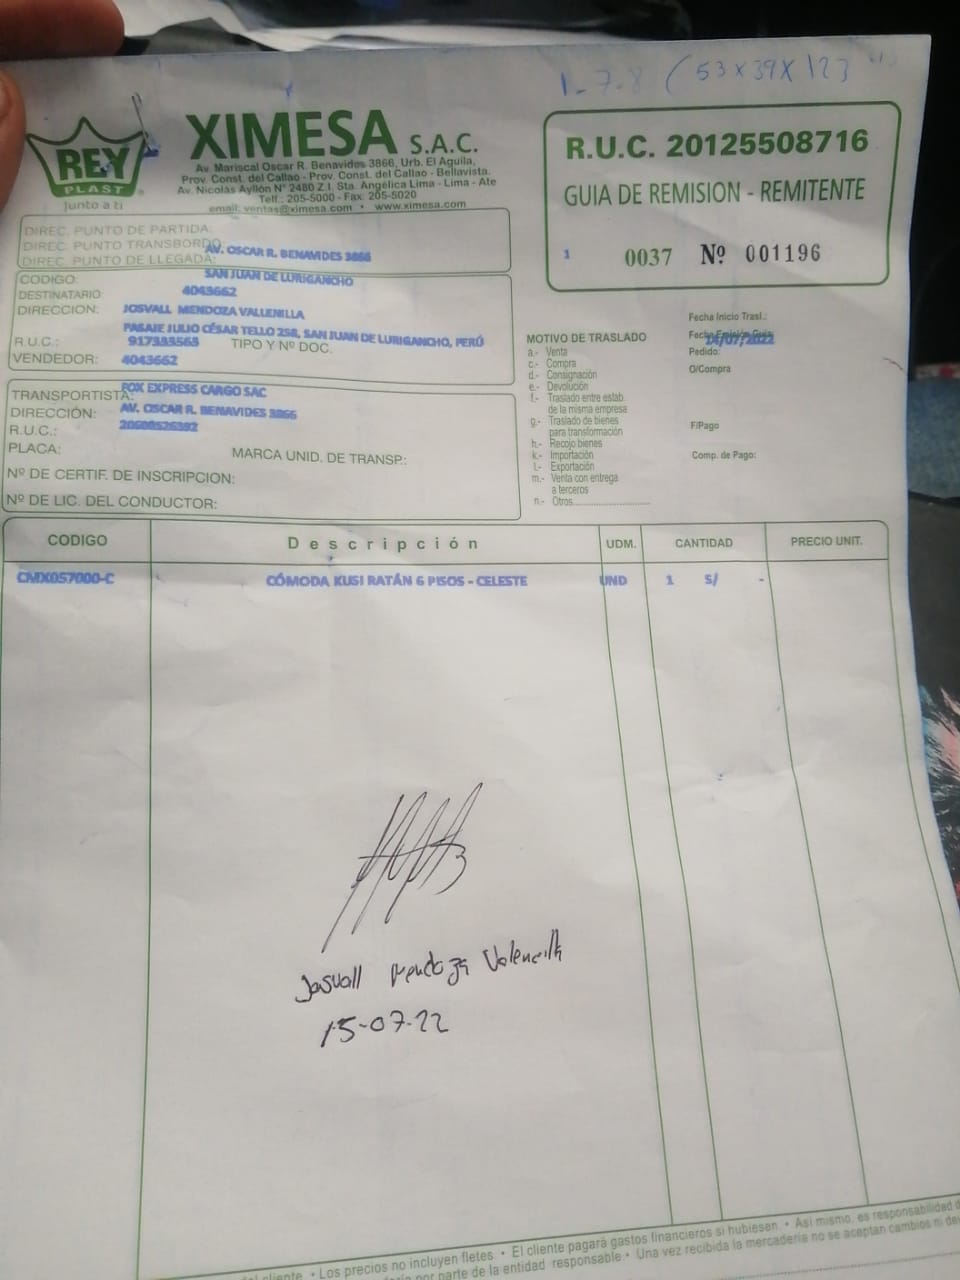 1-7-8 (53x39x123
REY
PLAST
Junto a ti
XIMESA S.A.C.
Av. Mariscal Oscar R. Benavides 3866, Urb. El Aguila,
Prov. Const. del Callao - Prov. Const. del Callao - Bellavista.
Av. Nicolás Ayllón Nº 2480 Z.I. Sta. Angélica Lima - Lima - Ate
Telf.: 205-5000 - Fax: 205-5020
email: ventas@ximesa.com • www.ximesa.com
R.U.C. 20125508716
GUIA DE REMISION - REMITENTE
1 0037 Nº 001196
DIREC. PUNTO DE PARTIDA:
DIREC. PUNTO TRANSBORDO: AV. OSCAR R. BENAVIDES 3866
DIREC. PUNTO DE LLEGADA:
SAN JUAN DE LURIGANCHO
CODIGO: 4043662
DESTINATARIO:
DIRECCION: JOSVALL MENDOZA VALLENILLA
PASAJE JULIO CÉSAR TELLO 258, SAN JUAN DE LURIGANCHO, PERÚ
R.U.C.: TIPO Y Nº DOC.
VENDEDOR: 4043662
Fecha Inicio Trasl.:
Fecha Emisión Guia:
Pedido:
O/Compra
F/Pago
Comp. de Pago:
MOTIVO DE TRASLADO
a.- Venta
c.- Compra
d.- Consignación
e.- Devolución
f.- Traslado entre estab.
de la misma empresa
g.- Traslado de bienes
para transformación
h.- Recojo bienes
k.- Importación
l.- Exportación
m.- Venta con entrega
a terceros
n.- Otros
TRANSPORTISTA: FOX EXPRESS CARGO SAC
DIRECCIÓN: AV. OSCAR R. BENAVIDES 3866
R.U.C.:
PLACA: MARCA UNID. DE TRANSP.:
Nº DE CERTIF. DE INSCRIPCION:
Nº DE LIC. DEL CONDUCTOR:
CODIGO Descripción UDM. CANTIDAD PRECIO UNIT.
CMX057000-C CÓMODA KUSI RATÁN 6 PISOS - CELESTE UND 1 S/ -
Josvall Mendoza Valenilla
15-07-22
cliente. • Los precios no incluyen fletes. • El cliente pagará gastos financieros si hubiesen. • Asi mismo, es responsabilidad
por parte de la entidad responsable. • Una vez recibida la mercadería no se aceptan cambios ni